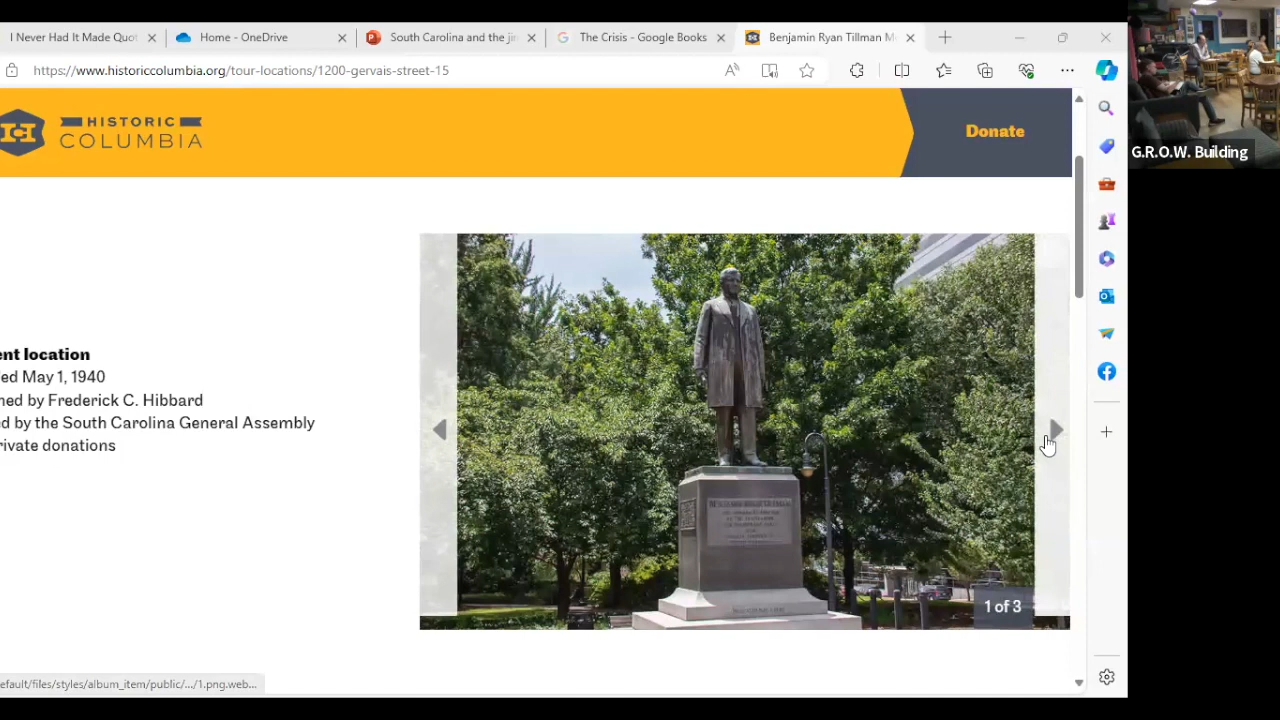 I Never Had It Made Quot
Home - OneDrive
South Carolina and the jir
The Crisis - Google Books
Benjamin Ryan Tillman M
https://www.historiccolumbia.org/tour-locations/1200-gervais-street-15
HISTORIC
COLUMBIA
Donate
G.R.O.W. Building
ent location
ed May 1, 1940
ned by Frederick C. Hibbard
d by the South Carolina General Assembly
rivate donations
1 of 3
efault/files/styles/album_item/public/.../1.png.web...